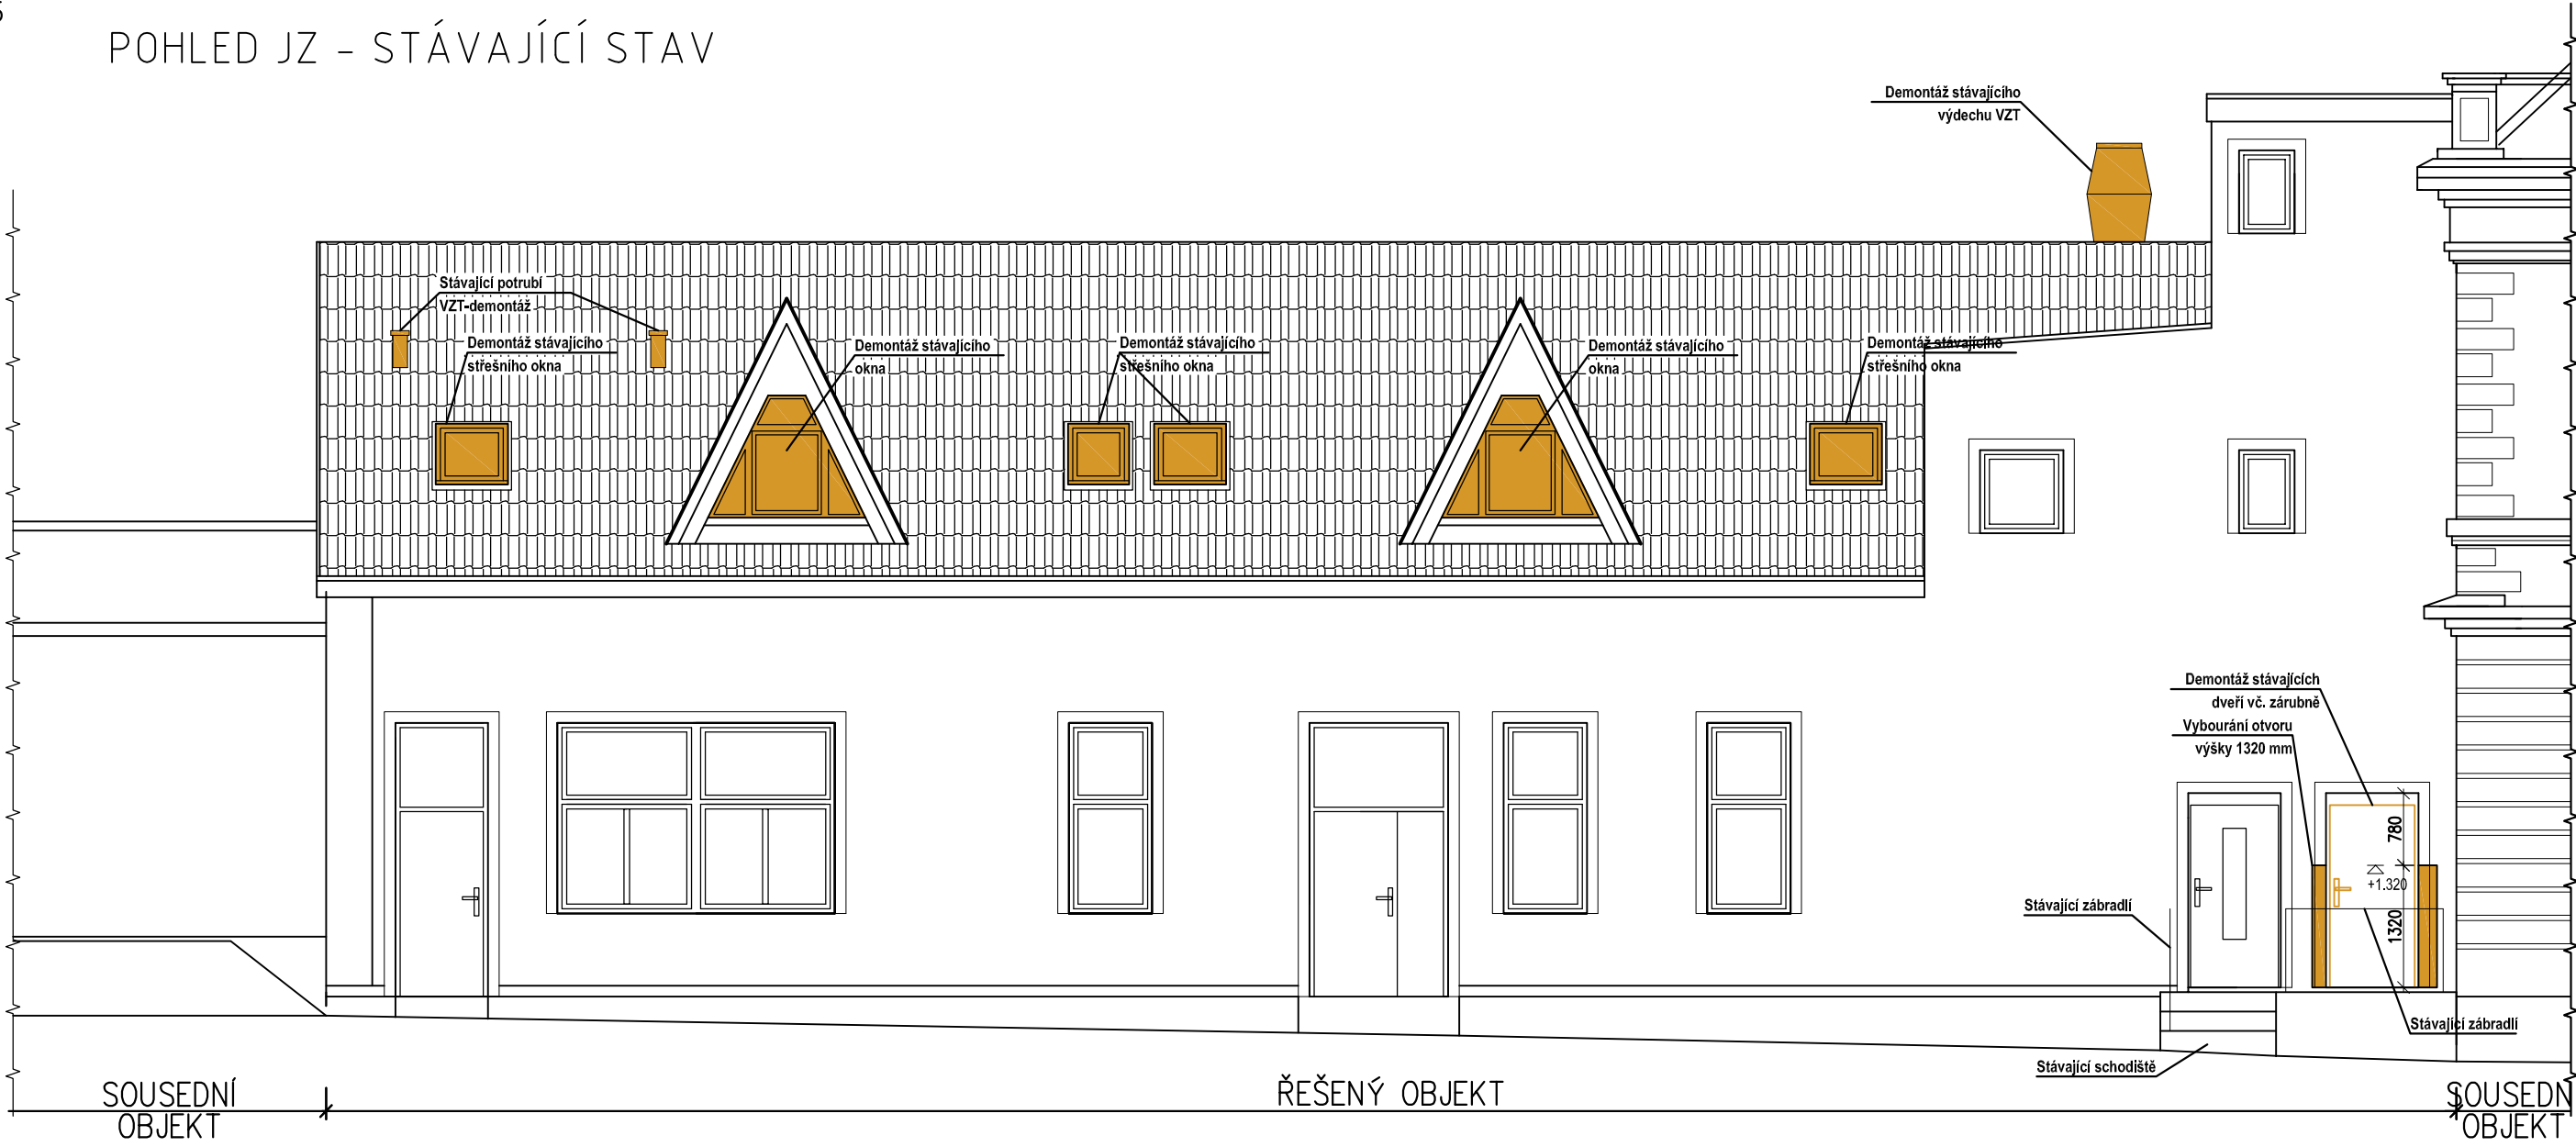 POHLED JZ - STÁVAJÍCÍ STAV
Demontáž stávajícího
výdechu VZT
Stávající potrubí
VZT-demontáž
Demontáž stávajícího
střešního okna
Demontáž stávajícího
okna
Demontáž stávajícího
střešního okna
Demontáž stávajícího
okna
Demontáž stávajícího
střešního okna
Demontáž stávajících
dveří vč. zárubně
Vybourání otvoru
výšky 1320 mm
780
+1.320
1320
Stávající zábradlí
Stávající zábradlí
Stávající schodiště
SOUSEDNÍ
OBJEKT
ŘEŠENÝ OBJEKT
SOUSEDN
OBJEKT